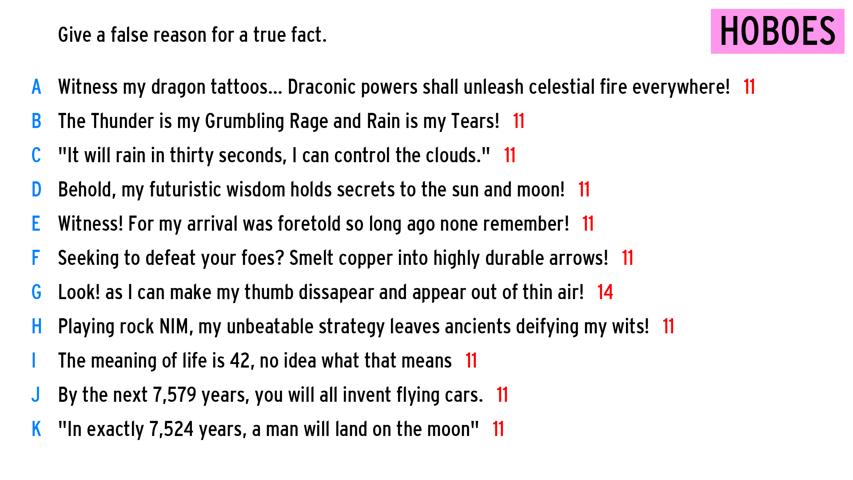 Give a false reason for a true fact.
HOBOES
A Witness my dragon tattoos... Draconic powers shall unleash celestial fire everywhere! 11
B The Thunder is my Grumbling Rage and Rain is my Tears! 11
C "It will rain in thirty seconds, I can control the clouds." 11
D Behold, my futuristic wisdom holds secrets to the sun and moon! 11
E Witness! For my arrival was foretold so long ago none remember! 11
F Seeking to defeat your foes? Smelt copper into highly durable arrows! 11
G Look! as I can make my thumb dissapear and appear out of thin air! 14
H Playing rock NIM, my unbeatable strategy leaves ancients deifying my wits! 11
I The meaning of life is 42, no idea what that means 11
J By the next 7,579 years, you will all invent flying cars. 11
K "In exactly 7,524 years, a man will land on the moon" 11